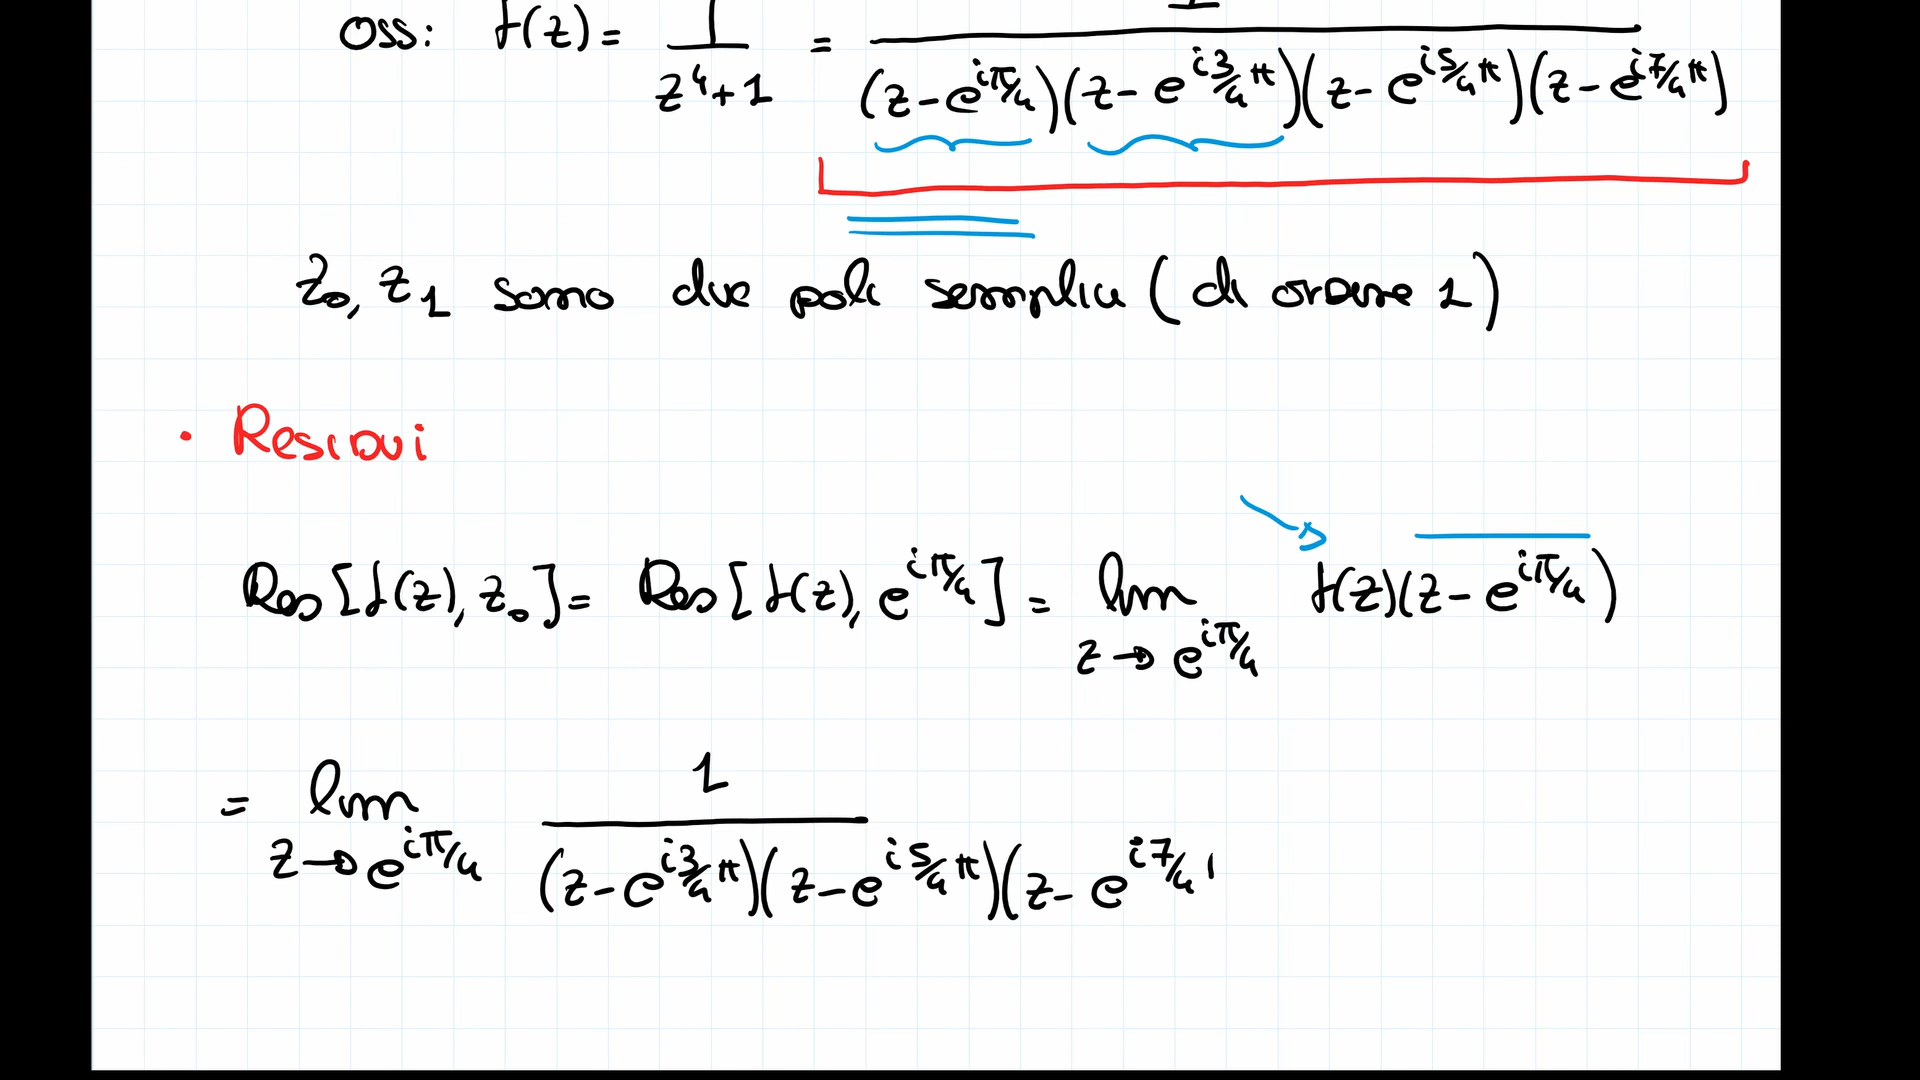 Oss: f(z) = 1/(z⁴+1) = 1/((z-e^{iπ/4})(z-e^{i3/4π})(z-e^{i5/4π})(z-e^{i7/4π}))
z₀, z₁ sono due poli semplici (di ordine 1)
• Residui
Res[f(z), z₀] = Res[f(z), e^{iπ/4}] = lim_{z→e^{iπ/4}} f(z)(z-e^{iπ/4})
= lim_{z→e^{iπ/4}} 1/((z-e^{i3/4π})(z-e^{i5/4π})(z-e^{i7/4